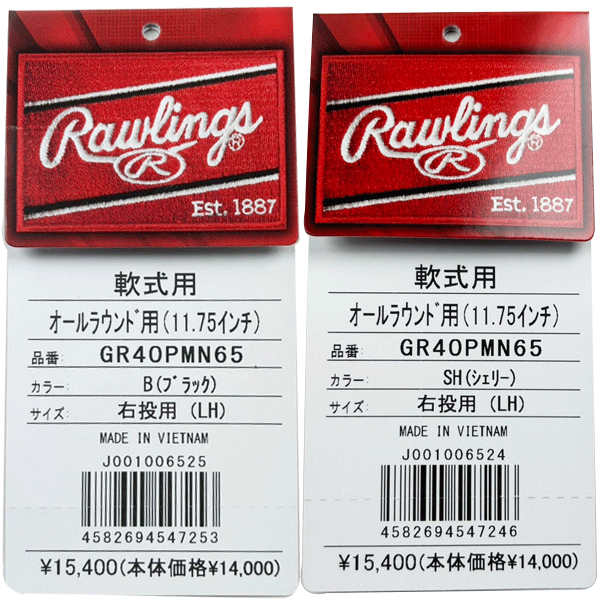 Rawlings
R
Est. 1887
軟式用
オールラウンド用(11.75インチ)
品番: GR40PMN65
カラー: B(ブラック)
サイズ: 右投用 (LH)
MADE IN VIETNAM
J001006525
4582694547253
¥15,400(本体価格¥14,000)
Rawlings
R
Est. 1887
軟式用
オールラウンド用(11.75インチ)
品番: GR40PMN65
カラー: SH(シェリー)
サイズ: 右投用 (LH)
MADE IN VIETNAM
J001006524
4582694547246
¥15,400(本体価格¥14,000)